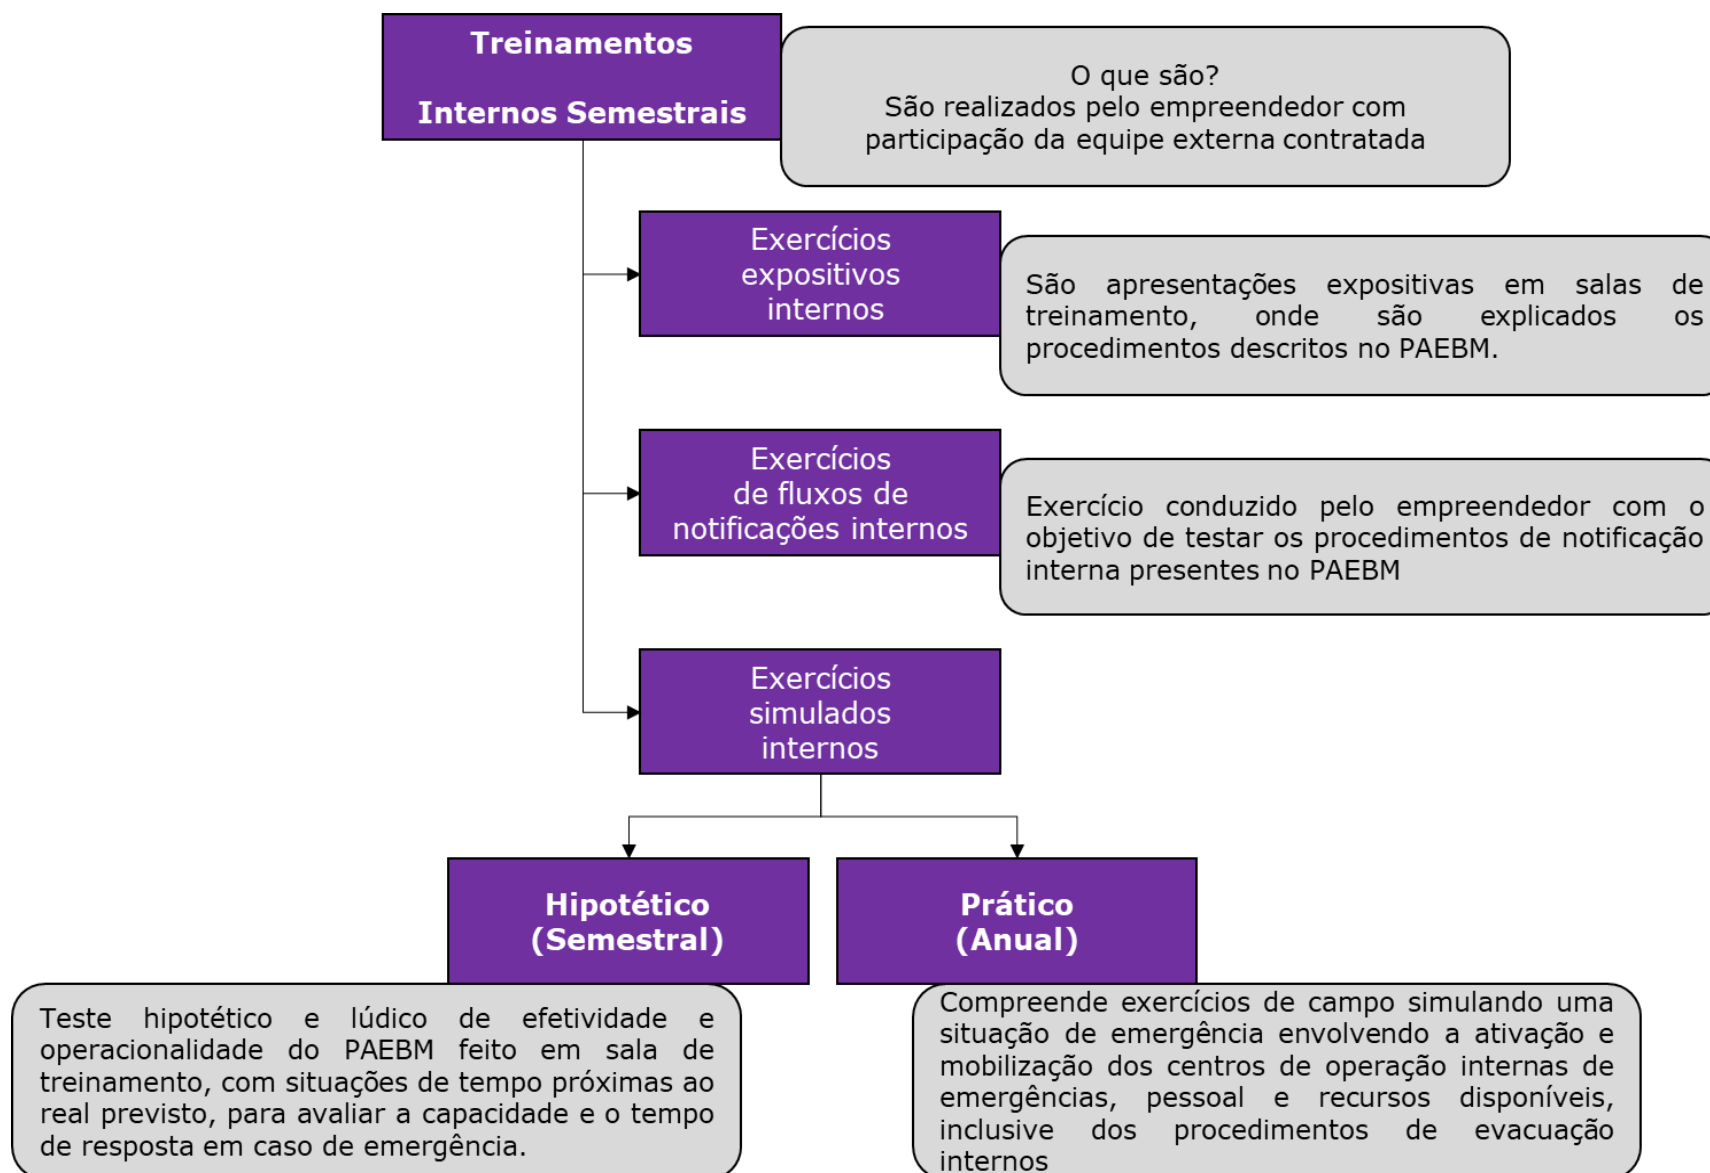 Treinamentos
Internos Semestrais
O que são?
São realizados pelo empreendedor com
participação da equipe externa contratada
Exercícios
expositivos
internos
São apresentações expositivas em salas de
treinamento, onde são explicados os
procedimentos descritos no PAEBM.
Exercícios
de fluxos de
notificações internos
Exercício conduzido pelo empreendedor com o
objetivo de testar os procedimentos de notificação
interna presentes no PAEBM
Exercícios
simulados
internos
Hipotético
(Semestral)
Teste hipotético e lúdico de efetividade e
operacionalidade do PAEBM feito em sala de
treinamento, com situações de tempo próximas ao
real previsto, para avaliar a capacidade e o tempo
de resposta em caso de emergência.
Prático
(Anual)
Compreende exercícios de campo simulando uma
situação de emergência envolvendo a ativação e
mobilização dos centros de operação internas de
emergências, pessoal e recursos disponíveis,
inclusive dos procedimentos de evacuação
internos